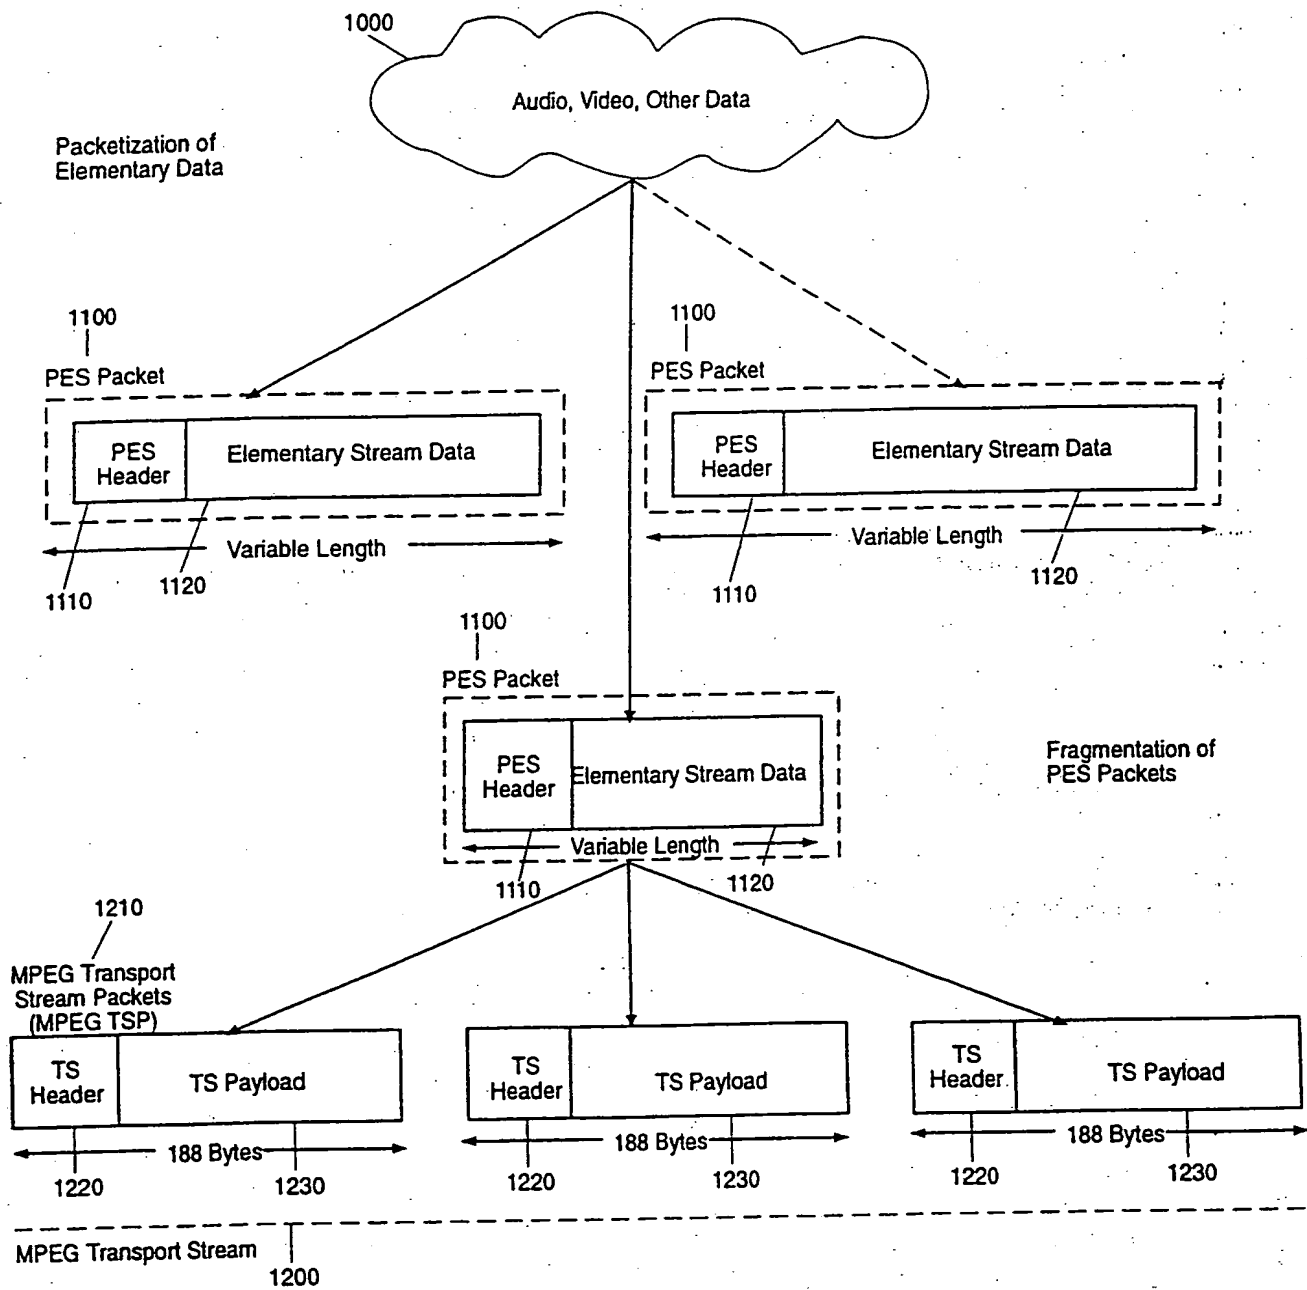 1000
Audio, Video, Other Data
Packetization of
Elementary Data
1100
PES Packet
PES
Header
Elementary Stream Data
Variable Length
1110
1120
1100
PES Packet
PES
Header
Elementary Stream Data
Variable Length
1110
1120
1100
PES Packet
PES
Header
Elementary Stream Data
Variable Length
1110
1120
Fragmentation of
PES Packets
1210
MPEG Transport
Stream Packets
(MPEG TSP)
TS
Header
TS Payload
188 Bytes
1220
1230
TS
Header
TS Payload
188 Bytes
1220
1230
TS
Header
TS Payload
188 Bytes
1220
1230
MPEG Transport Stream
1200